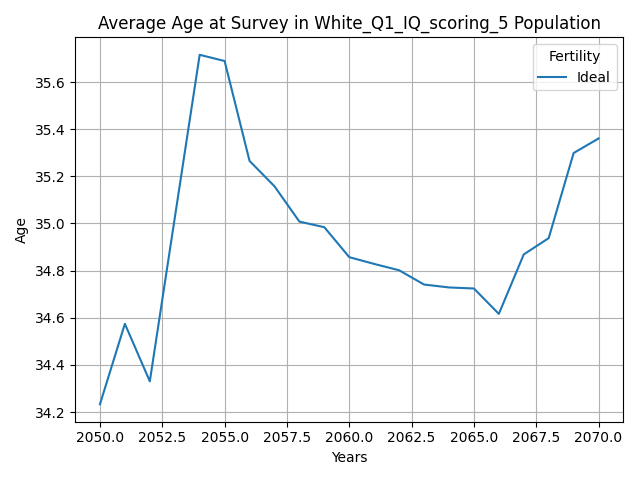 Average Age at Survey in White_Q1_IQ_scoring_5 Population
Fertility
Ideal
35.6
35.4
35.2
35.0
34.8
34.6
34.4
34.2
Age
2050.0 2052.5 2055.0 2057.5 2060.0 2062.5 2065.0 2067.5 2070.0
Years